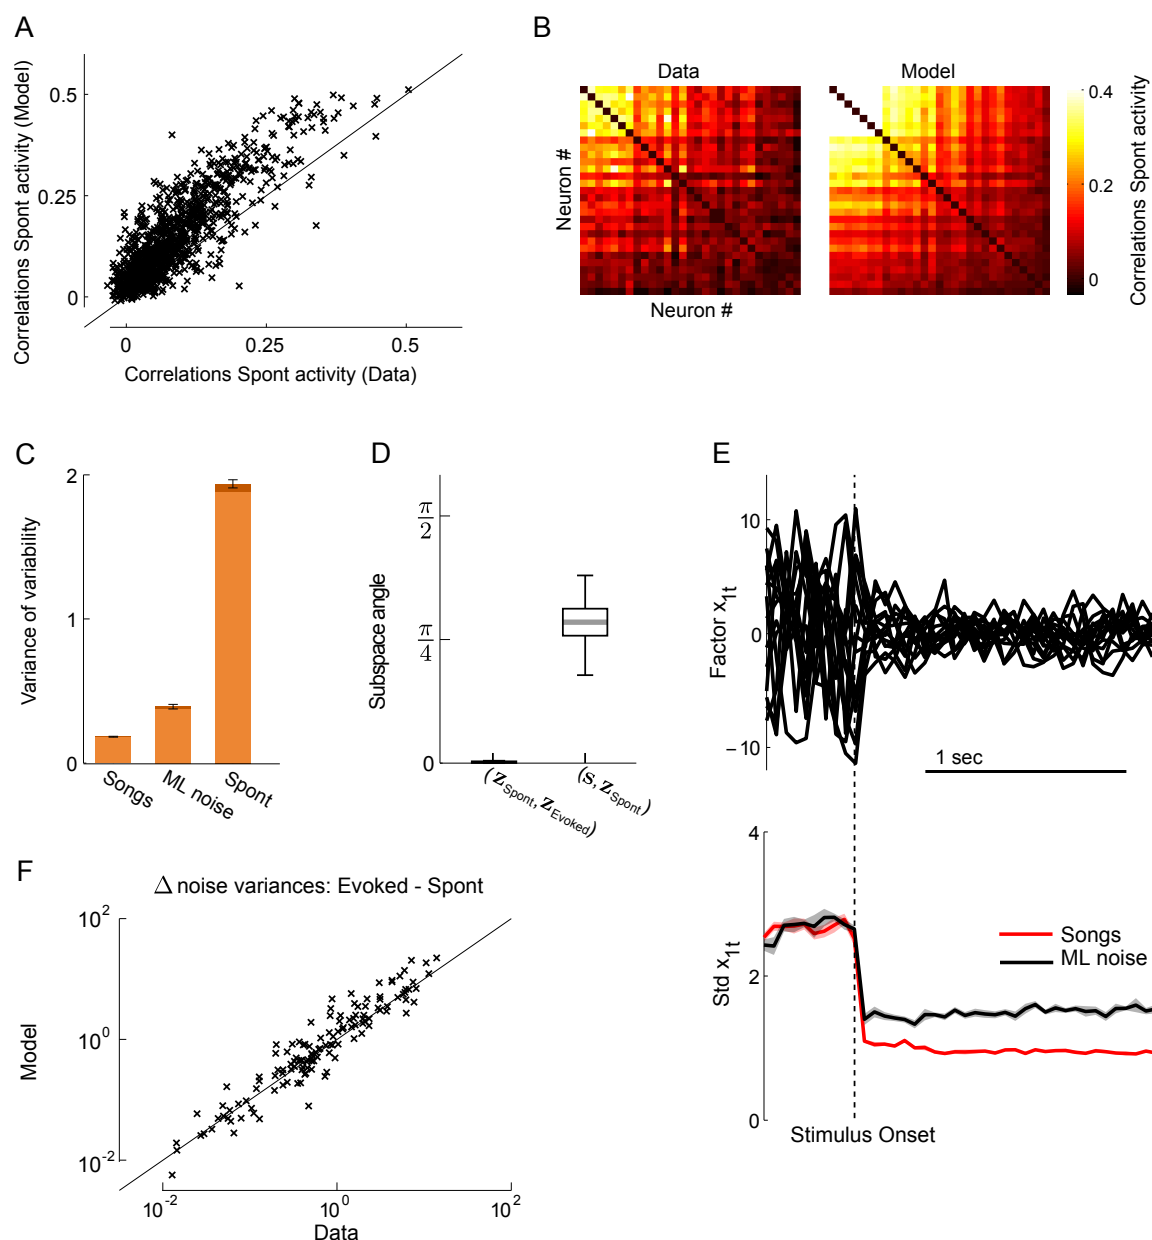 A
Correlations Spont activity (Model)
0.5
0.25
0
0
0.25
0.5
Correlations Spont activity (Data)
B
Data
Model
Neuron #
Neuron #
0.4
0.2
0
Correlations Spont activity
C
Variance of variability
2
1
0
Songs
ML noise
Spont
D
Subspace angle
π/2
π/4
0
(z_Spont, z_Evoked)
(s, z_Spont)
E
Factor x_1t
10
0
−10
1 sec
Std x_1t
4
2
0
Songs
ML noise
Stimulus Onset
F
Δ noise variances: Evoked - Spont
Model
10^2
10^0
10^-2
10^-2
10^0
10^2
Data